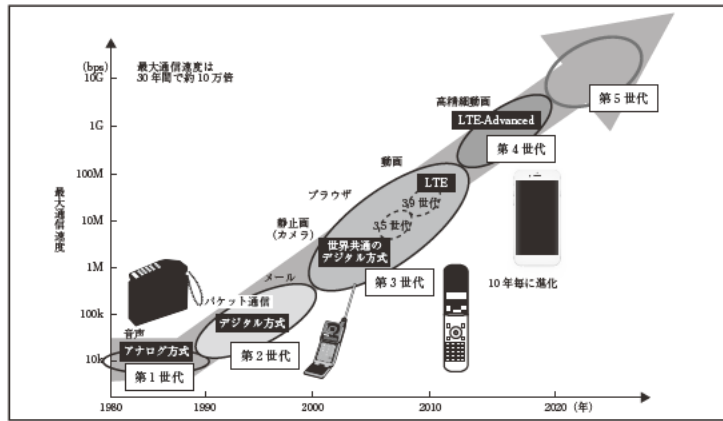 (bps)
最大通信速度は
30年間で約10万倍
10G
1G
100M
10M
1M
100k
10k
最大通信速度
第5世代
高精細動画
LTE-Advanced
第4世代
動画
LTE
3.9世代
ブラウザ
3.5世代
静止画
(カメラ)
世界共通の
デジタル方式
第3世代
10年毎に進化
メール
パケット通信
デジタル方式
第2世代
音声
アナログ方式
第1世代
1980
1990
2000
2010
2020
(年)